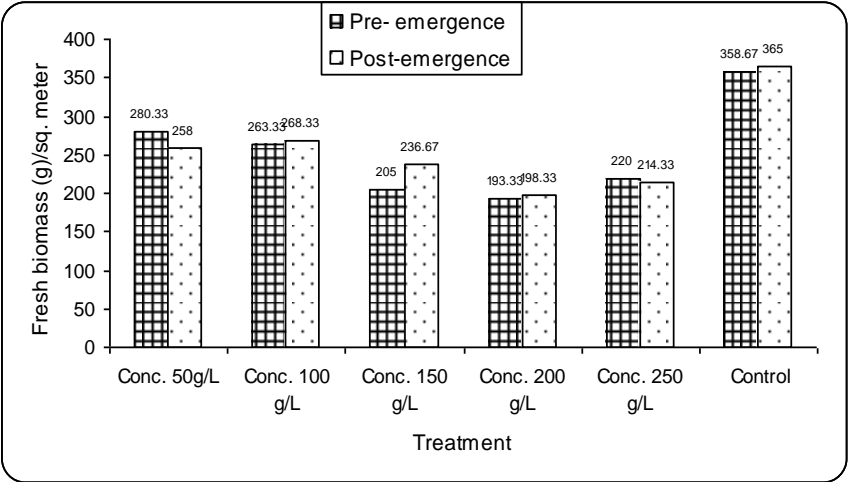 Pre- emergence
Post-emergence
Fresh biomass (g)/sq. meter
400
350
300
250
200
150
100
50
0
280.33
258
263.33
268.33
205
236.67
193.33
198.33
220
214.33
358.67
365
Conc. 50g/L
Conc. 100
g/L
Conc. 150
g/L
Conc. 200
g/L
Conc. 250
g/L
Control
Treatment